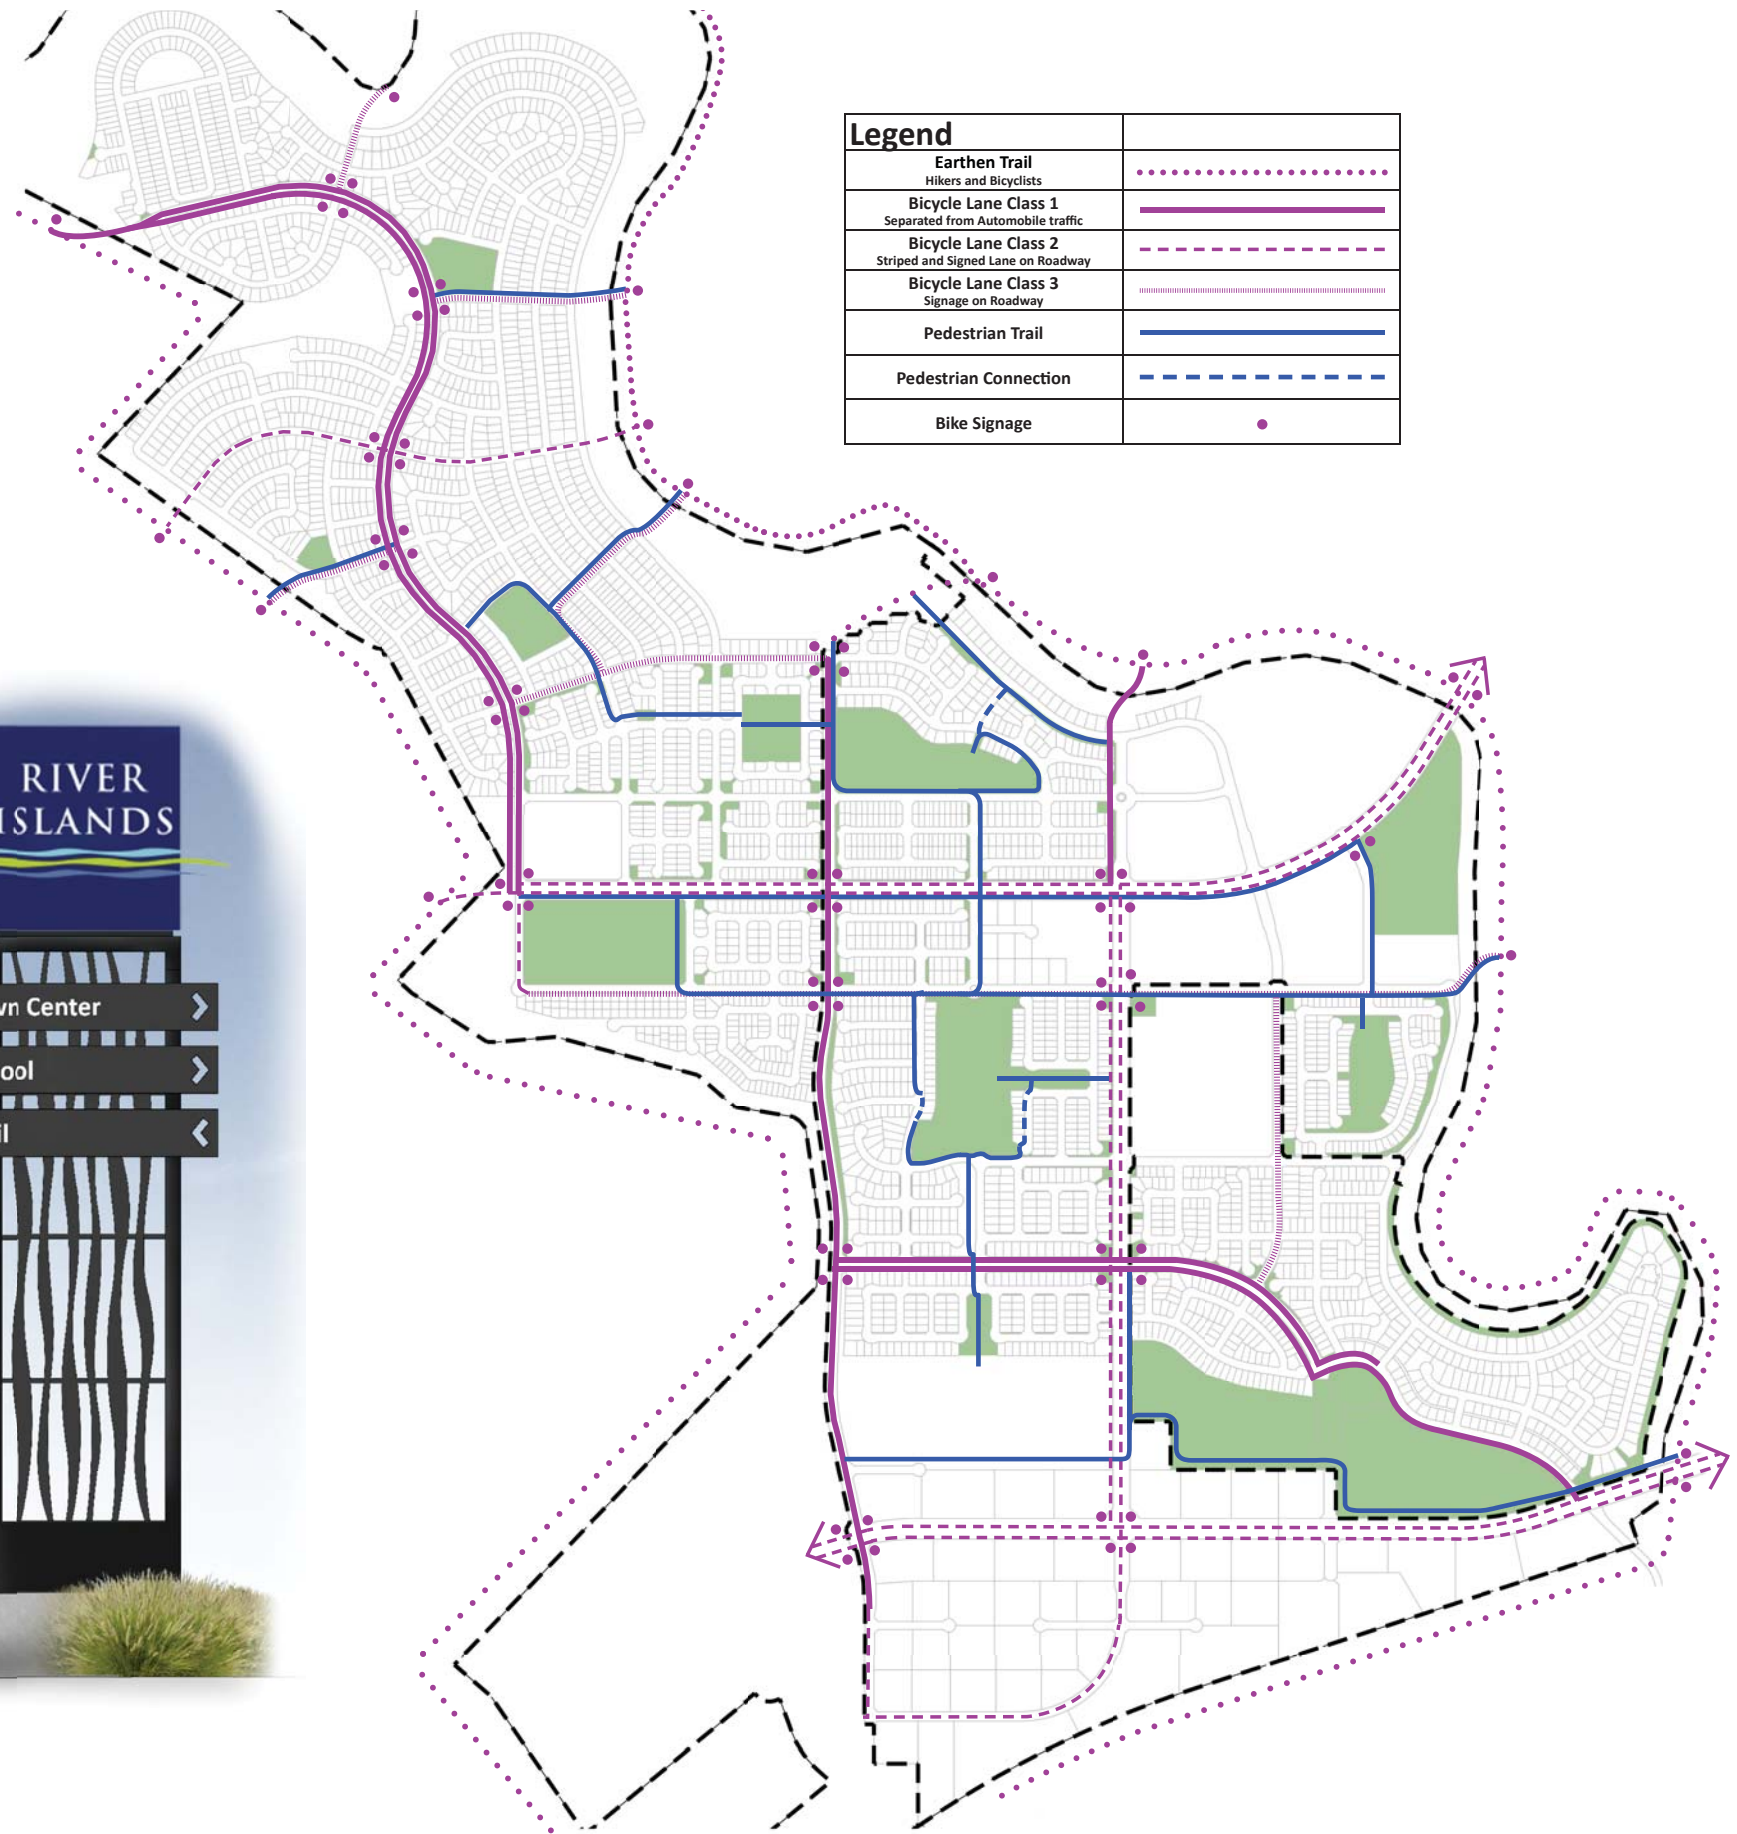 Legend
Earthen Trail
Hikers and Bicyclists
Bicycle Lane Class 1
Separated from Automobile traffic
Bicycle Lane Class 2
Striped and Signed Lane on Roadway
Bicycle Lane Class 3
Signage on Roadway
Pedestrian Trail
Pedestrian Connection
Bike Signage
RIVER
ISLANDS
Center